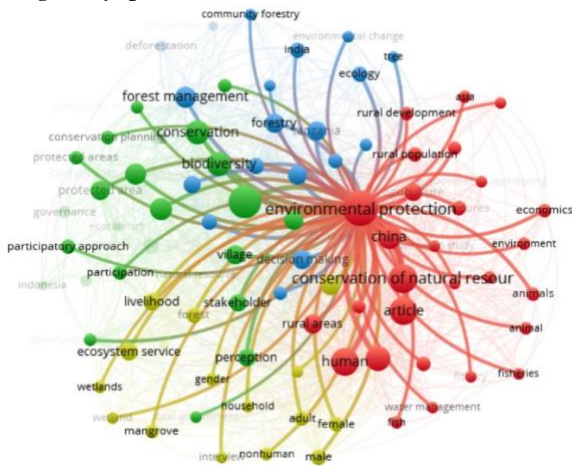 community forestry
environmental change
deforestation
india
tree
ecology
asia
forest management
rural development
conservation
forestry
tanzania
conservation planning
rural population
protected areas
biodiversity
protected area
governance
environmental protection
economics
participatory approach
china
environment
village
decision making
participation
indonesia
conservation of natural resour
animals
livelihood
stakeholder
article
forest
rural areas
animal
ecosystem service
perception
human
fisheries
wetlands
gender
household
water management
wetland
adult
female
fish
mangrove
interview
nonhuman
male